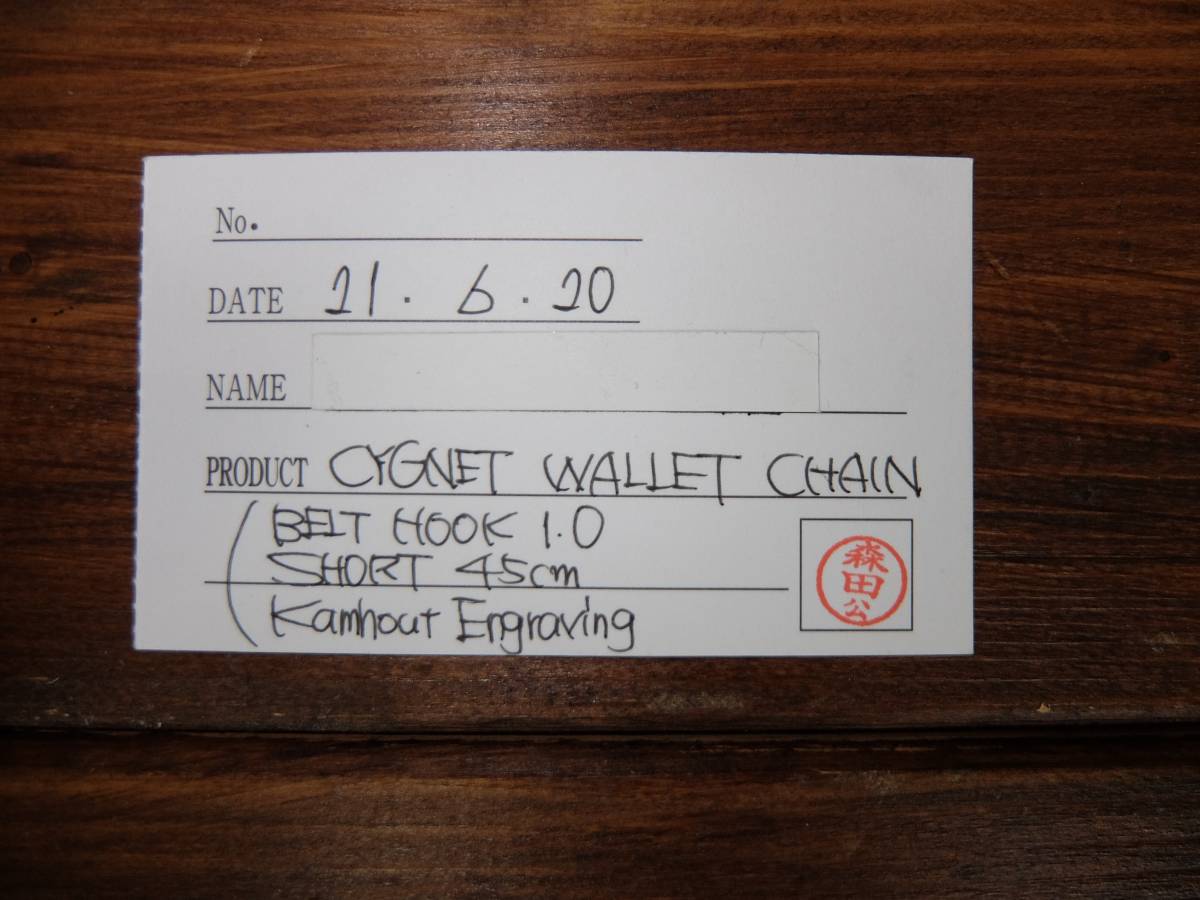 No.
DATE 21. 6. 20
NAME
PRODUCT CYGNET WALLET CHAIN
(BELT HOOK 1.0
SHORT 45cm
Kamhout Engraving
森田公